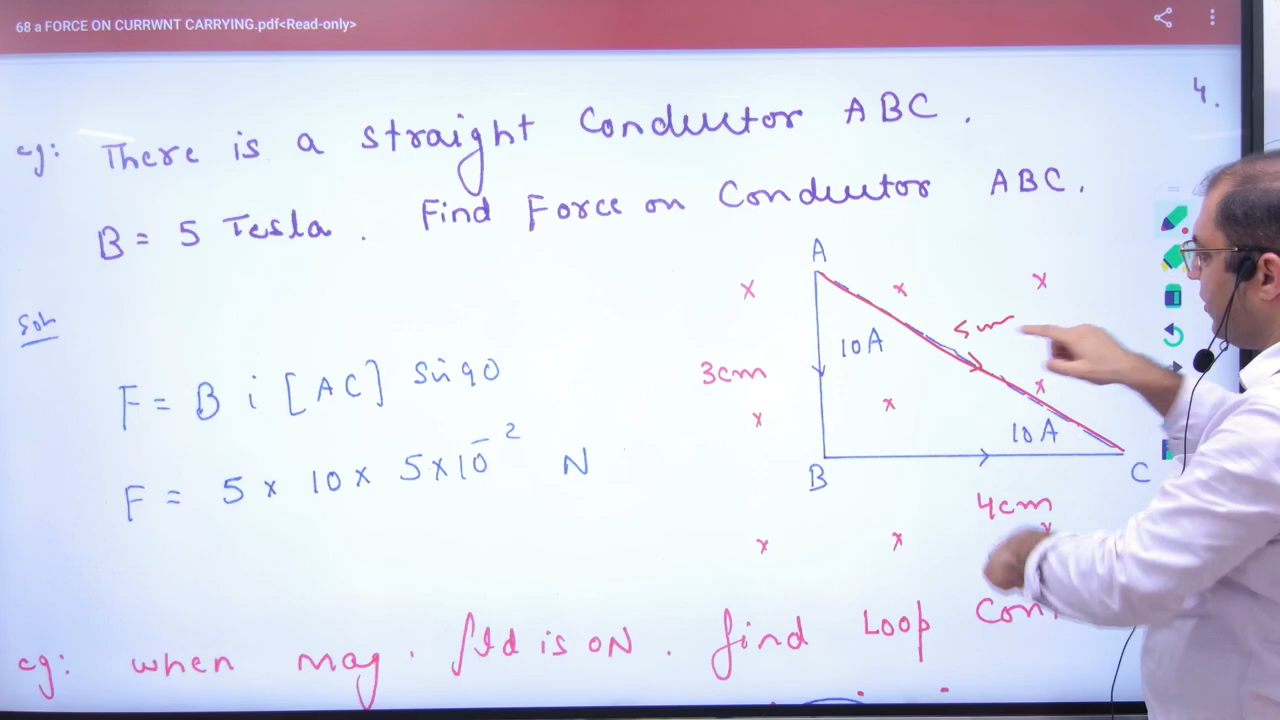 68 a FORCE ON CURRWNT CARRYING.pdf<Read-only>
4.
eg: There is a straight Conductor ABC.
B = 5 Tesla. Find Force on Conductor ABC.
Soln
A
10A
5cm
3cm
F = B i [AC] Sin 90
10A
F = 5 x 10 x 5x10⁻² N
B
C
4cm
eg: when mag. field is ON. find Loop